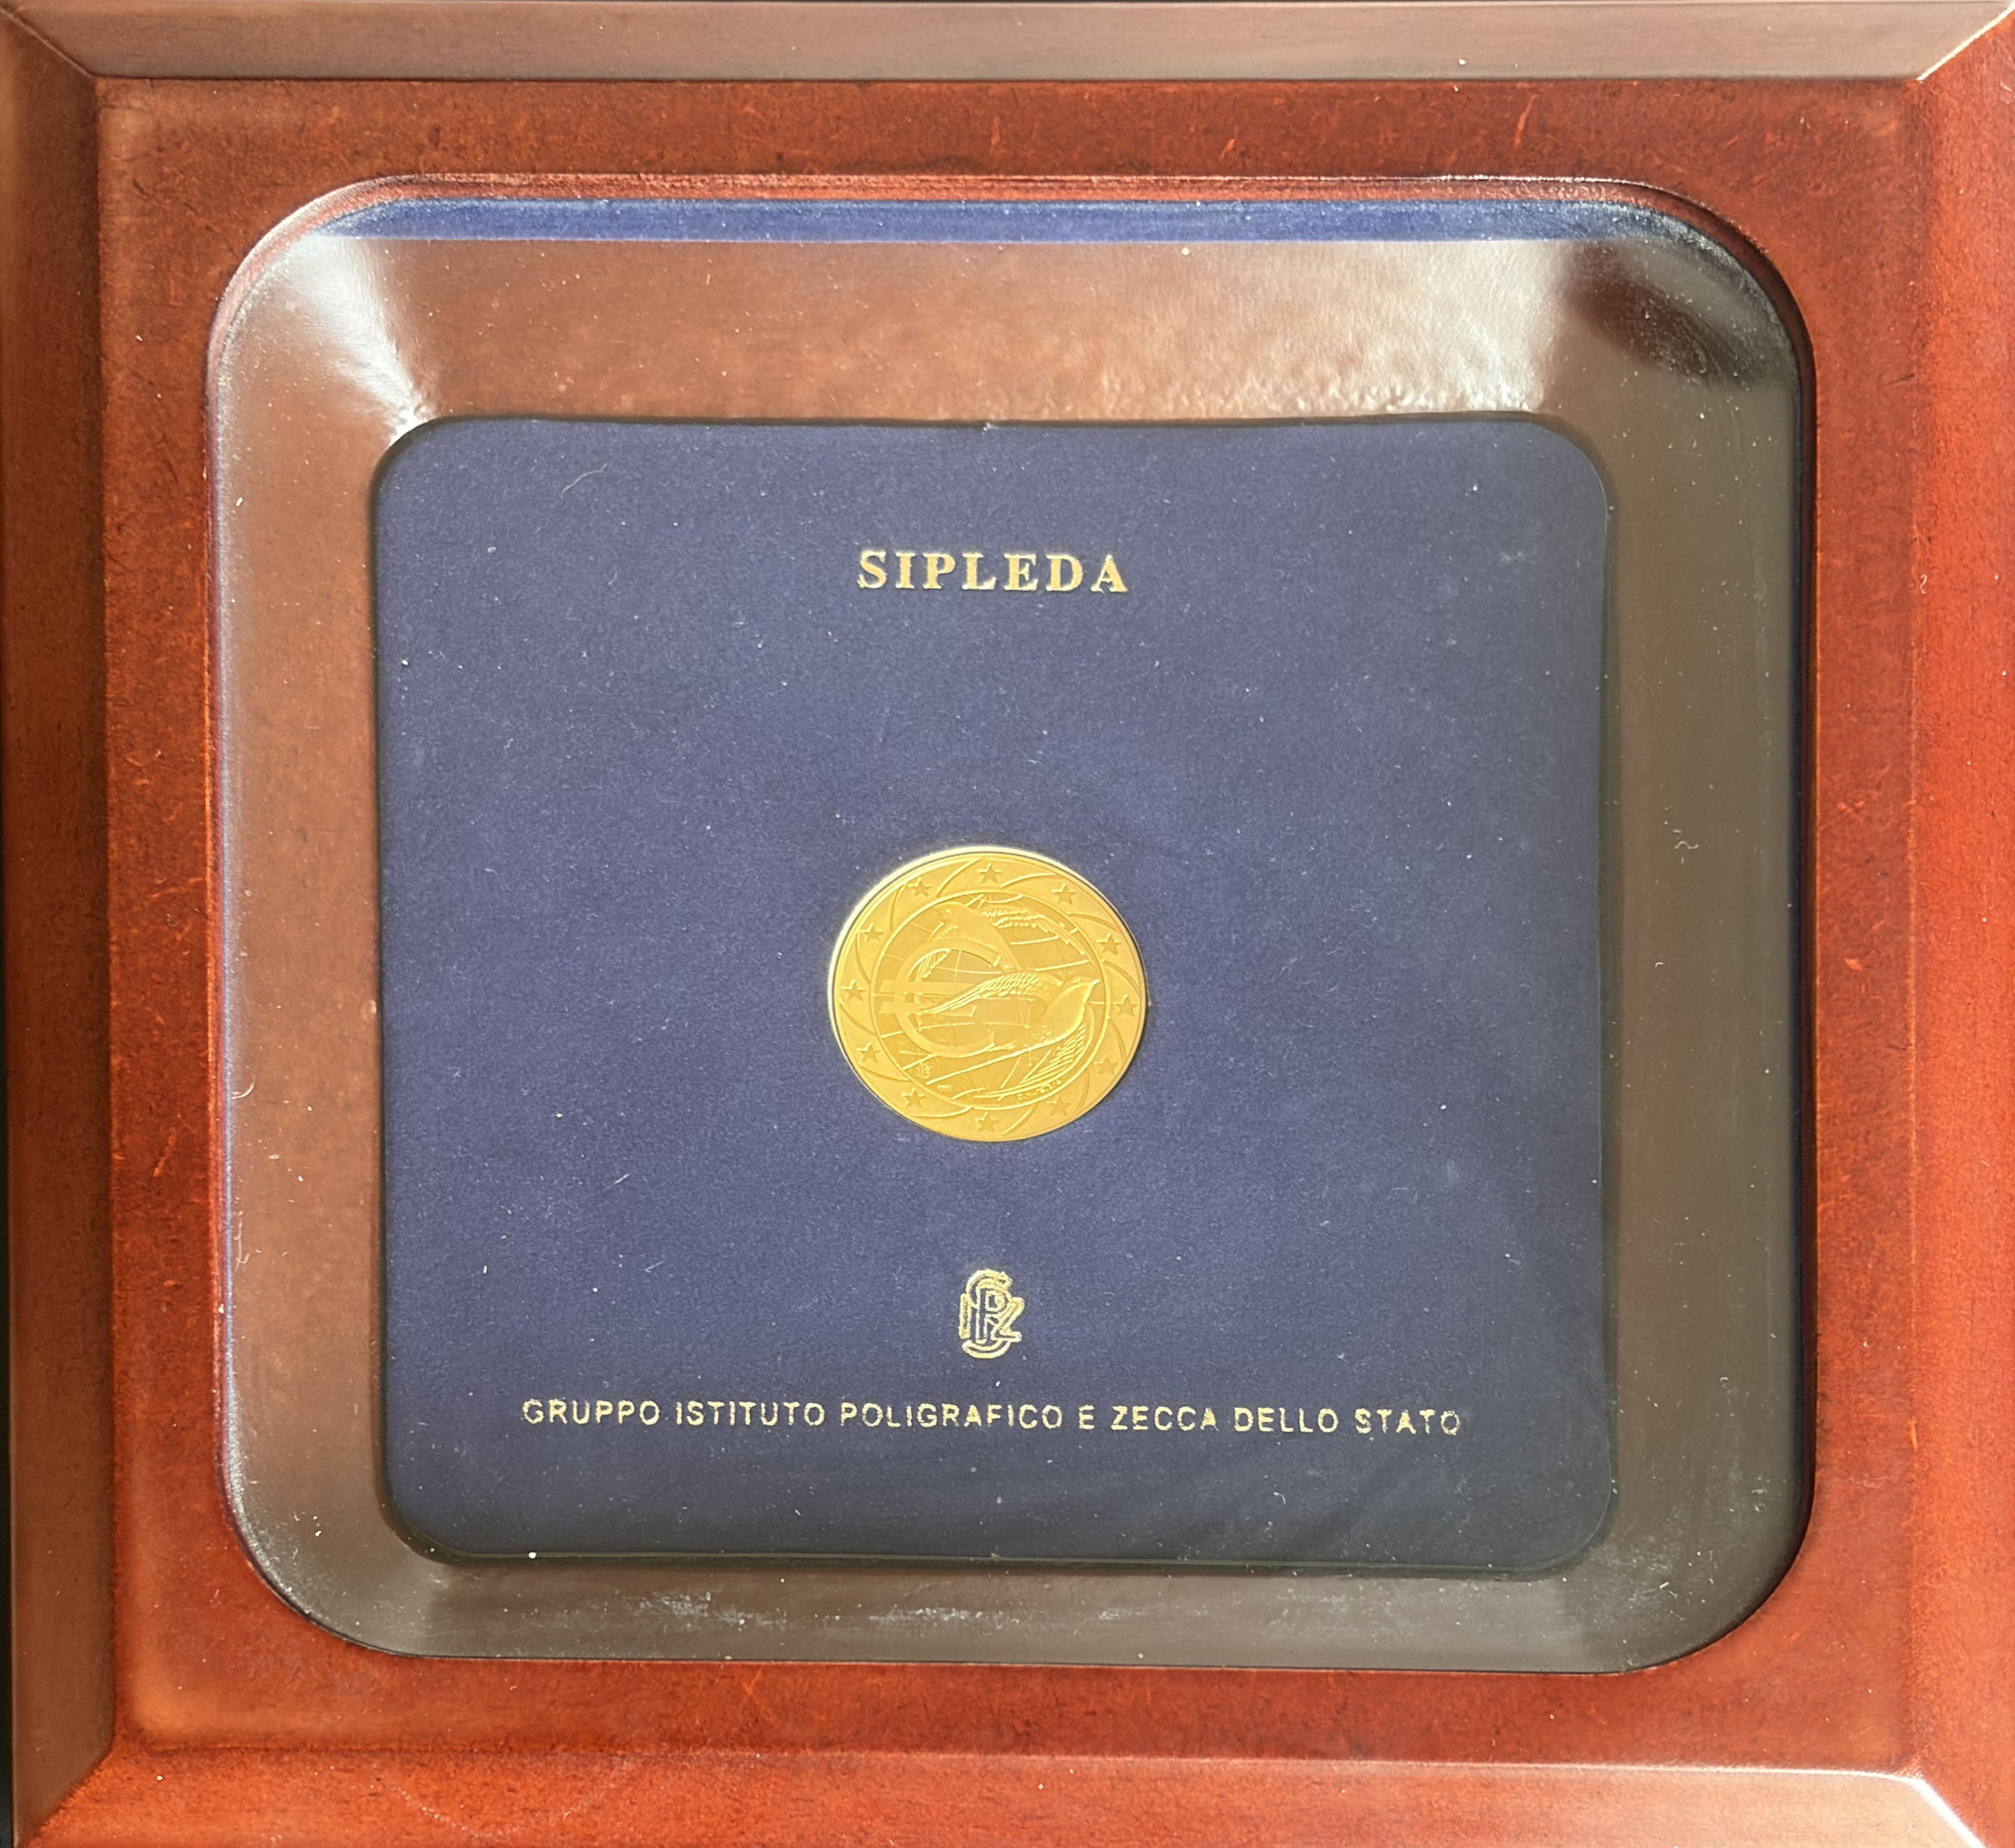 SIPLEDA
GRUPPO ISTITUTO POLIGRAFICO E ZECCA DELLO STATO